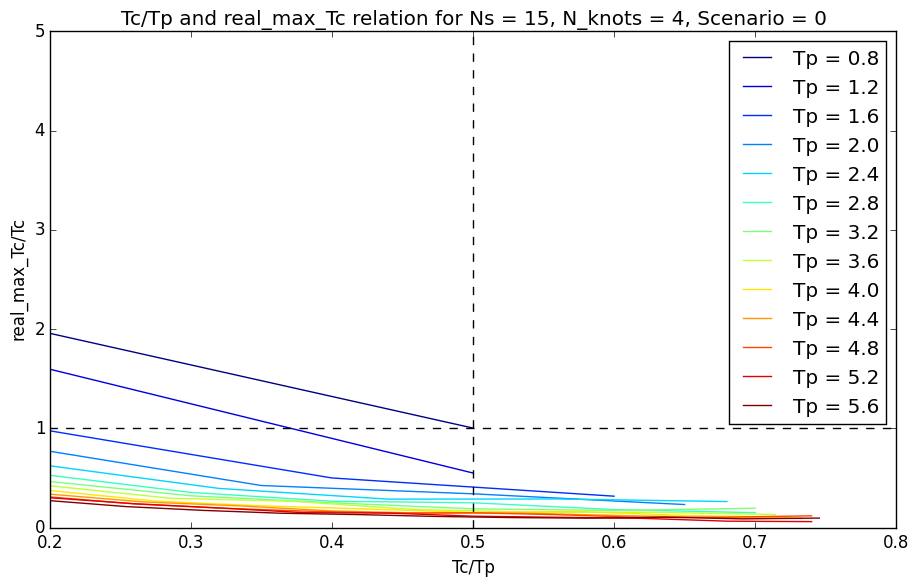 Tc/Tp and real_max_Tc relation for Ns = 15, N_knots = 4, Scenario = 0
5
4
3
2
1
0
real_max_Tc/Tc
Tp = 0.8
Tp = 1.2
Tp = 1.6
Tp = 2.0
Tp = 2.4
Tp = 2.8
Tp = 3.2
Tp = 3.6
Tp = 4.0
Tp = 4.4
Tp = 4.8
Tp = 5.2
Tp = 5.6
0.2 0.3 0.4 0.5 0.6 0.7 0.8
Tc/Tp